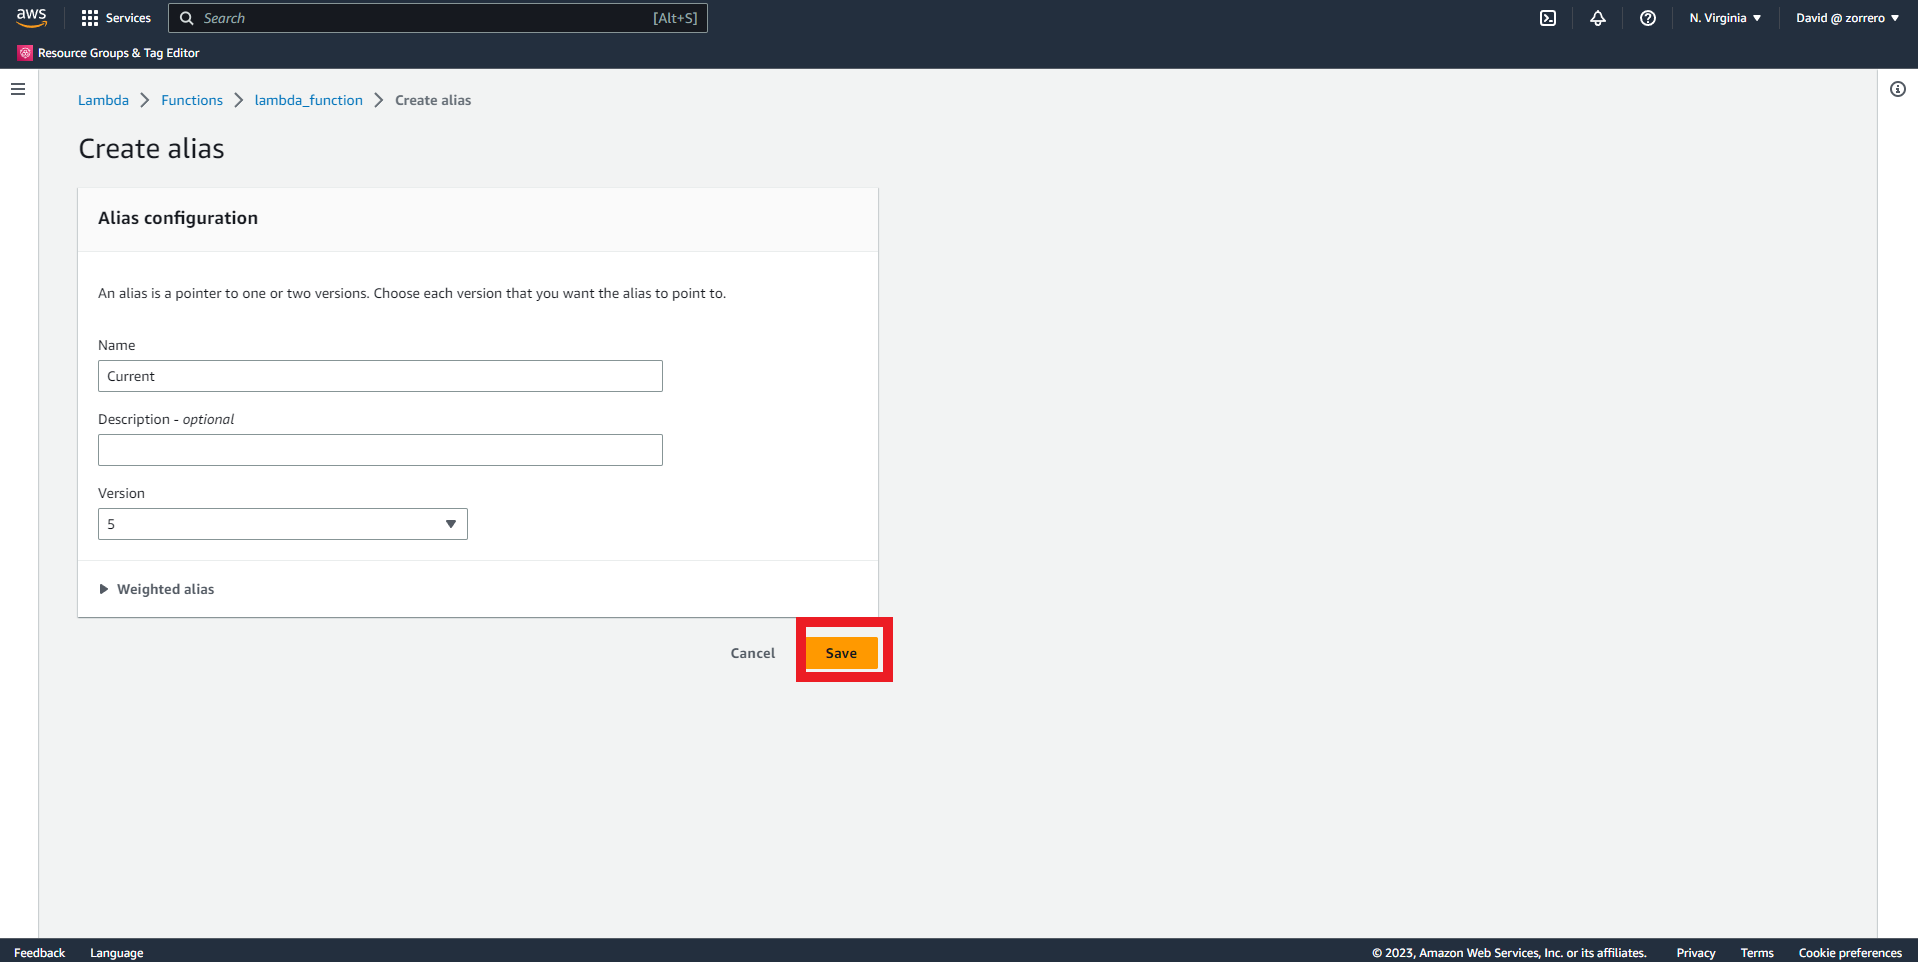 aws Services Search [Alt+S] N. Virginia David @ zorrero
Resource Groups & Tag Editor
Lambda Functions lambda_function Create alias
Create alias
Alias configuration
An alias is a pointer to one or two versions. Choose each version that you want the alias to point to.
Name
Current
Description - optional
Version
5
Weighted alias
Cancel Save
Feedback Language © 2023, Amazon Web Services, Inc. or its affiliates. Privacy Terms Cookie preferences